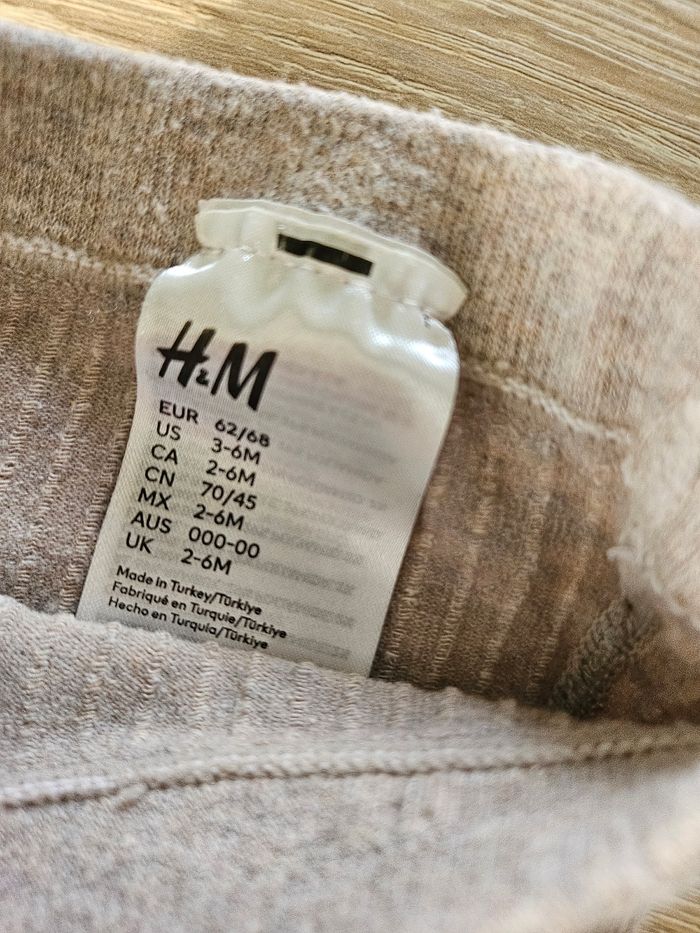 H&M
EUR 62/68
US 3-6M
CA 2-6M
CN 70/45
MX 2-6M
AUS 000-00
UK 2-6M
Made in Turkey/Türkiye
Fabriqué en Turquie/Türkiye
Hecho en Turquía/Türkiye